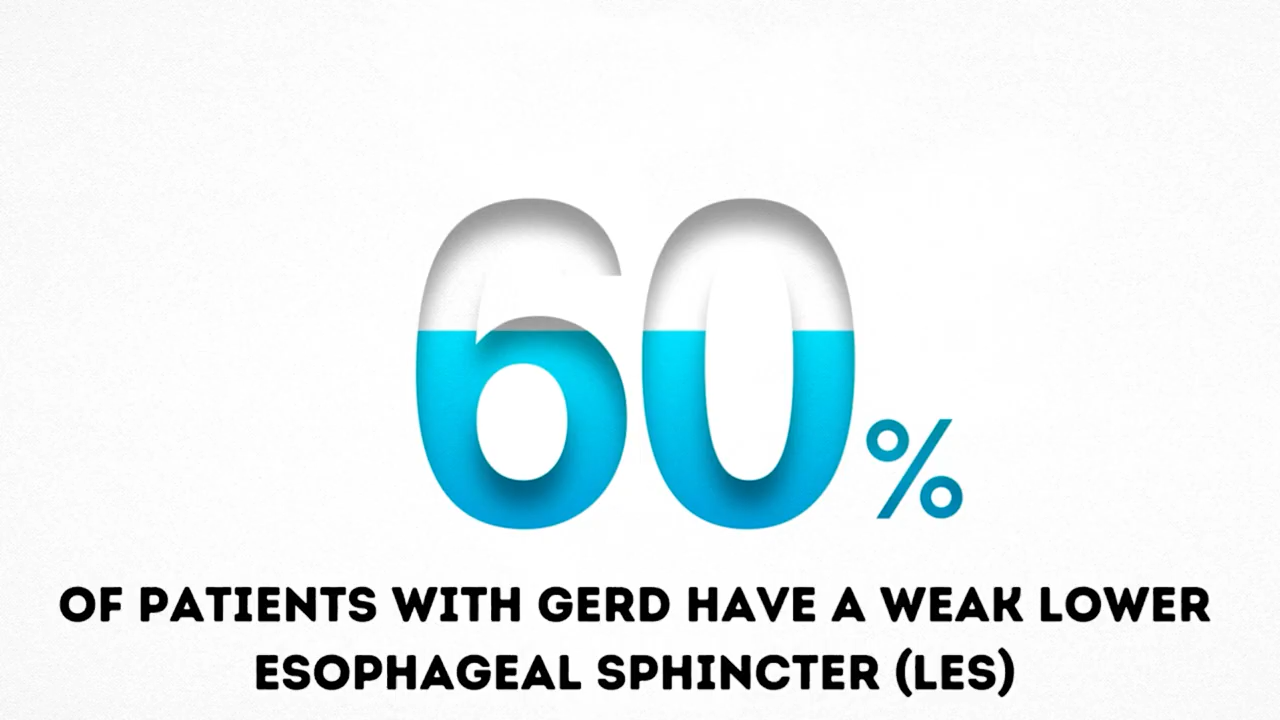 60%
OF PATIENTS WITH GERD HAVE A WEAK LOWER
ESOPHAGEAL SPHINCTER (LES)